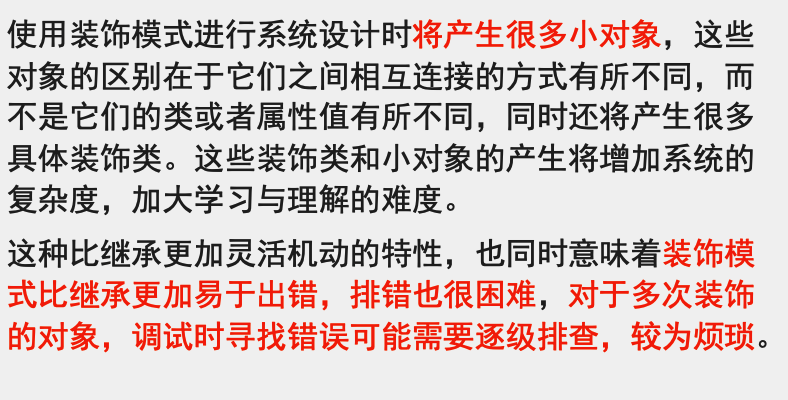 使用装饰模式进行系统设计时将产生很多小对象，这些
对象的区别在于它们之间相互连接的方式有所不同，而
不是它们的类或者属性值有所不同，同时还将产生很多
具体装饰类。这些装饰类和小对象的产生将增加系统的
复杂度，加大学习与理解的难度。
这种比继承更加灵活机动的特性，也同时意味着装饰模
式比继承更加易于出错，排错也很困难，对于多次装饰
的对象，调试时寻找错误可能需要逐级排查，较为烦琐。